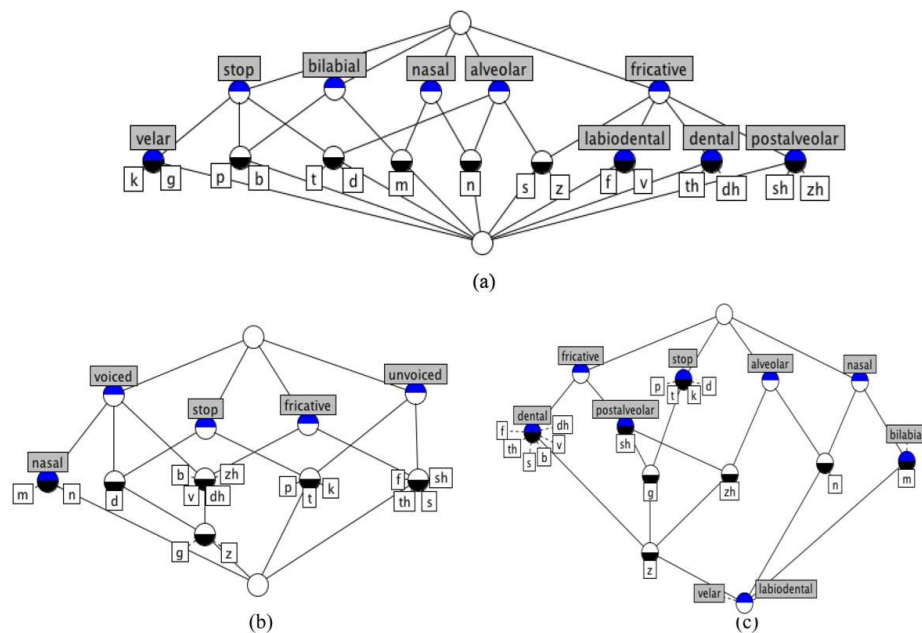 stop bilabial nasal alveolar fricative
velar labiodental dental postalveolar
k g p b t d m n s z f v th dh sh zh
(a)
voiced unvoiced
stop fricative
nasal
m n d b v dh zh p t k f th s sh
g z
(b)
fricative stop alveolar nasal
p t k d
dental postalveolar bilabial
f th s b v dh sh g zh n m
z
velar labiodental
(c)